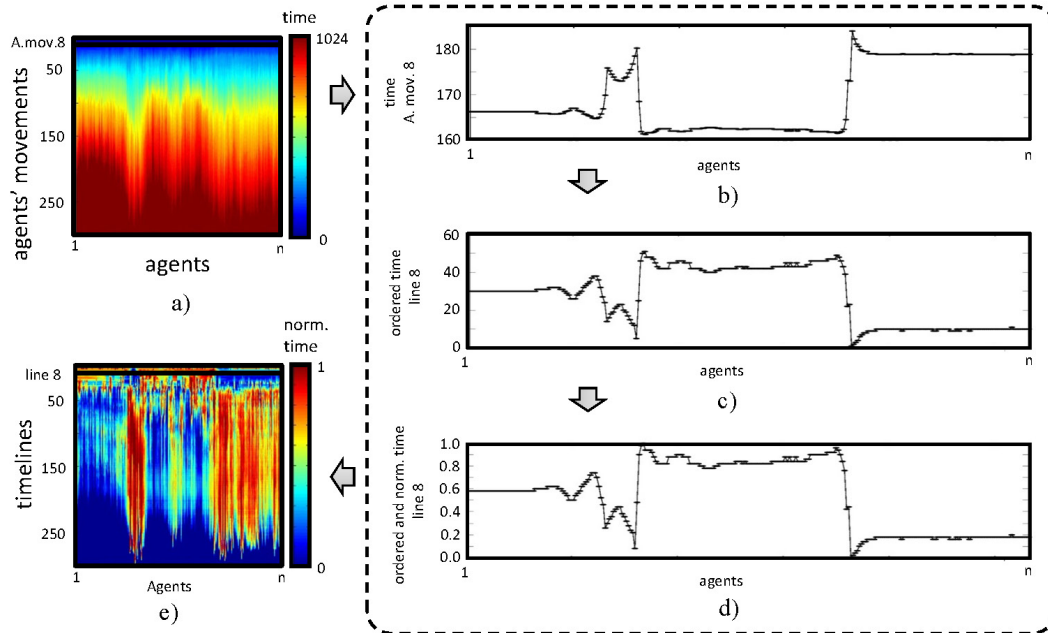 time
A.mov.8
1024
50
150
250
0
agents' movements
1
n
agents
a)
180
170
160
time
A. mov. 8
1
n
agents
b)
60
40
20
0
ordered time
line 8
1
n
agents
c)
1.0
0.8
0.6
0.4
0.2
0.0
ordered and norm. time
line 8
1
n
agents
d)
norm.
time
line 8
1
50
150
250
0
timelines
1
n
Agents
e)